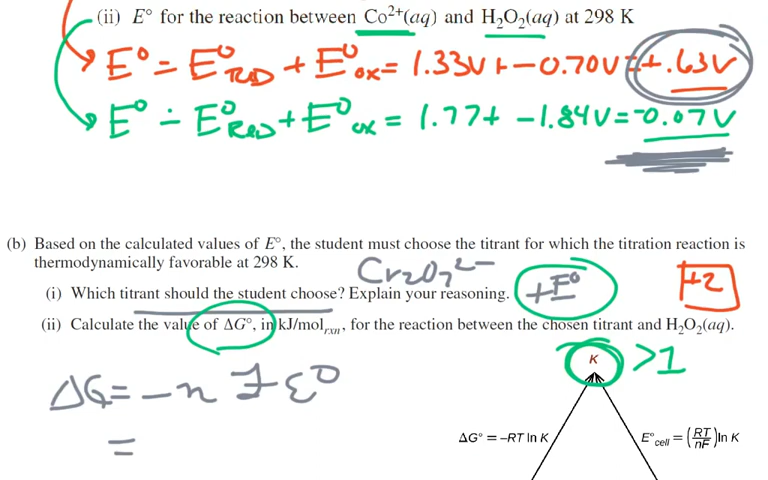 (ii) E° for the reaction between Co²⁺(aq) and H₂O₂(aq) at 298 K
E° = E°RED + E°ox = 1.33V + -0.70V = +.63V
E° = E°RED + E°ox = 1.77 + -1.84V = -0.07V
(b) Based on the calculated values of E°, the student must choose the titrant for which the titration reaction is
thermodynamically favorable at 298 K.
Cr₂O₇²⁻
(i) Which titrant should the student choose? Explain your reasoning. +E° +2
(ii) Calculate the value of ΔG°, in kJ/molrxn, for the reaction between the chosen titrant and H₂O₂(aq).
K >1
ΔG = -n F ε°
=
ΔG° = –RT ln K E°cell = (RT/nF) ln K